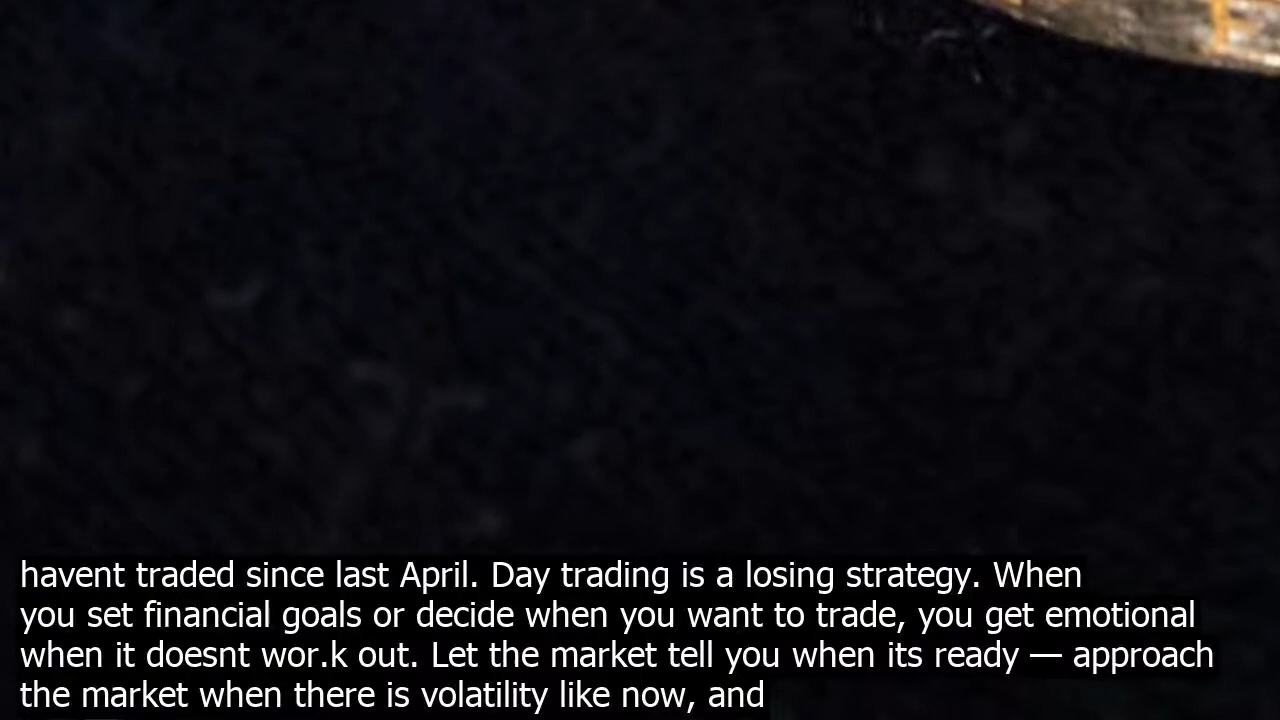 havent traded since last April. Day trading is a losing strategy. When
you set financial goals or decide when you want to trade, you get emotional
when it doesnt wor.k out. Let the market tell you when its ready — approach
the market when there is volatility like now, and